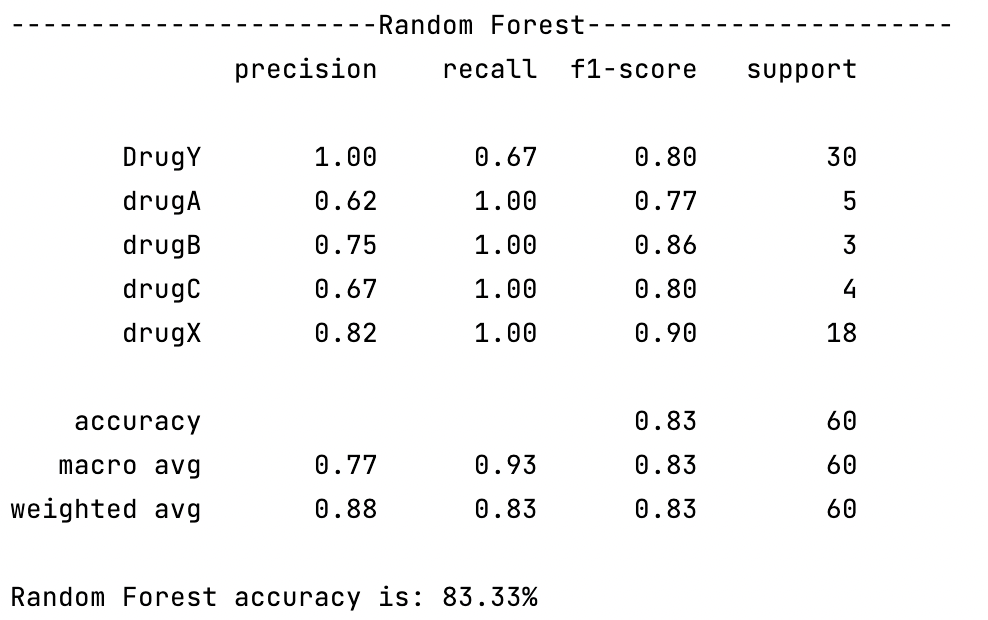 -----------------------Random Forest-----------------------
              precision    recall  f1-score   support

       DrugY       1.00      0.67      0.80        30
       drugA       0.62      1.00      0.77         5
       drugB       0.75      1.00      0.86         3
       drugC       0.67      1.00      0.80         4
       drugX       0.82      1.00      0.90        18

    accuracy                           0.83        60
   macro avg       0.77      0.93      0.83        60
weighted avg       0.88      0.83      0.83        60

Random Forest accuracy is: 83.33%